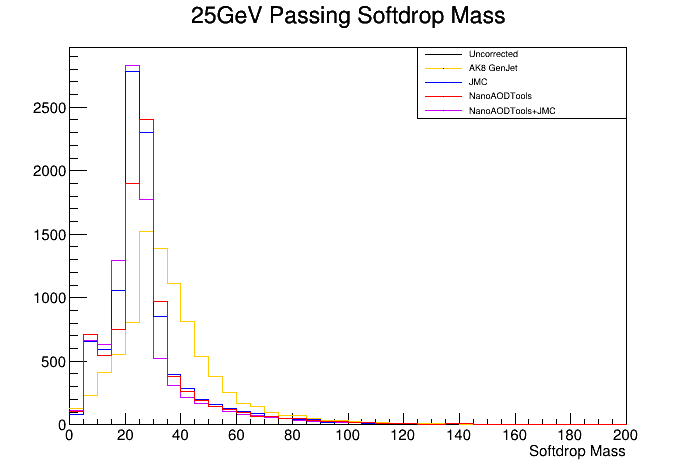 25GeV Passing Softdrop Mass
Uncorrected
AK8 GenJet
JMC
NanoAODTools
NanoAODTools+JMC
2500
2000
1500
1000
500
0
0 20 40 60 80 100 120 140 160 180 200
Softdrop Mass